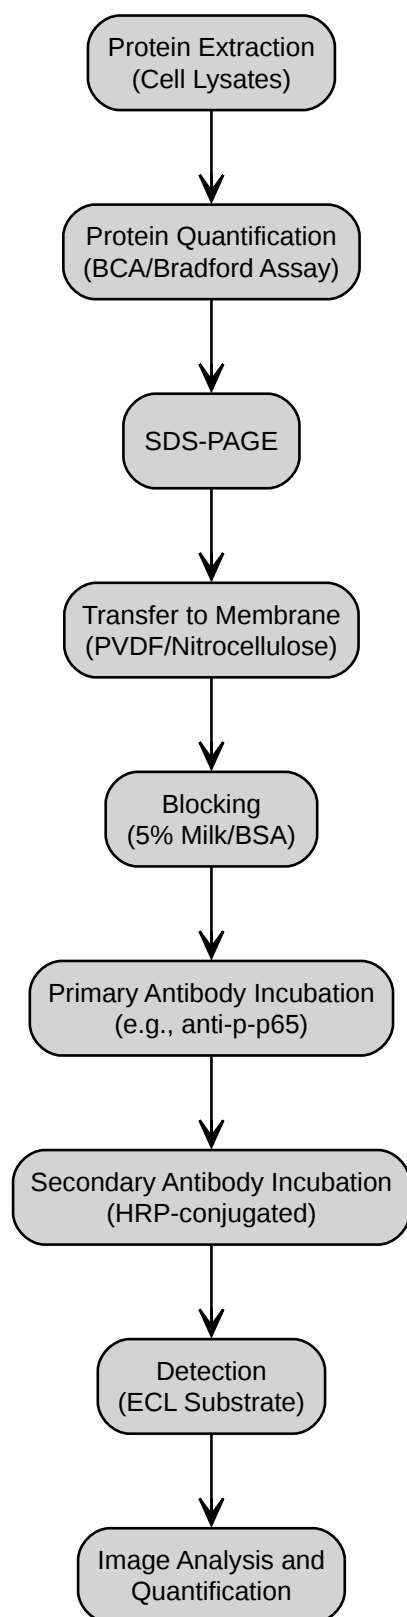 Protein Extraction
(Cell Lysates)
Protein Quantification
(BCA/Bradford Assay)
SDS-PAGE
Transfer to Membrane
(PVDF/Nitrocellulose)
Blocking
(5% Milk/BSA)
Primary Antibody Incubation
(e.g., anti-p-p65)
Secondary Antibody Incubation
(HRP-conjugated)
Detection
(ECL Substrate)
Image Analysis and
Quantification